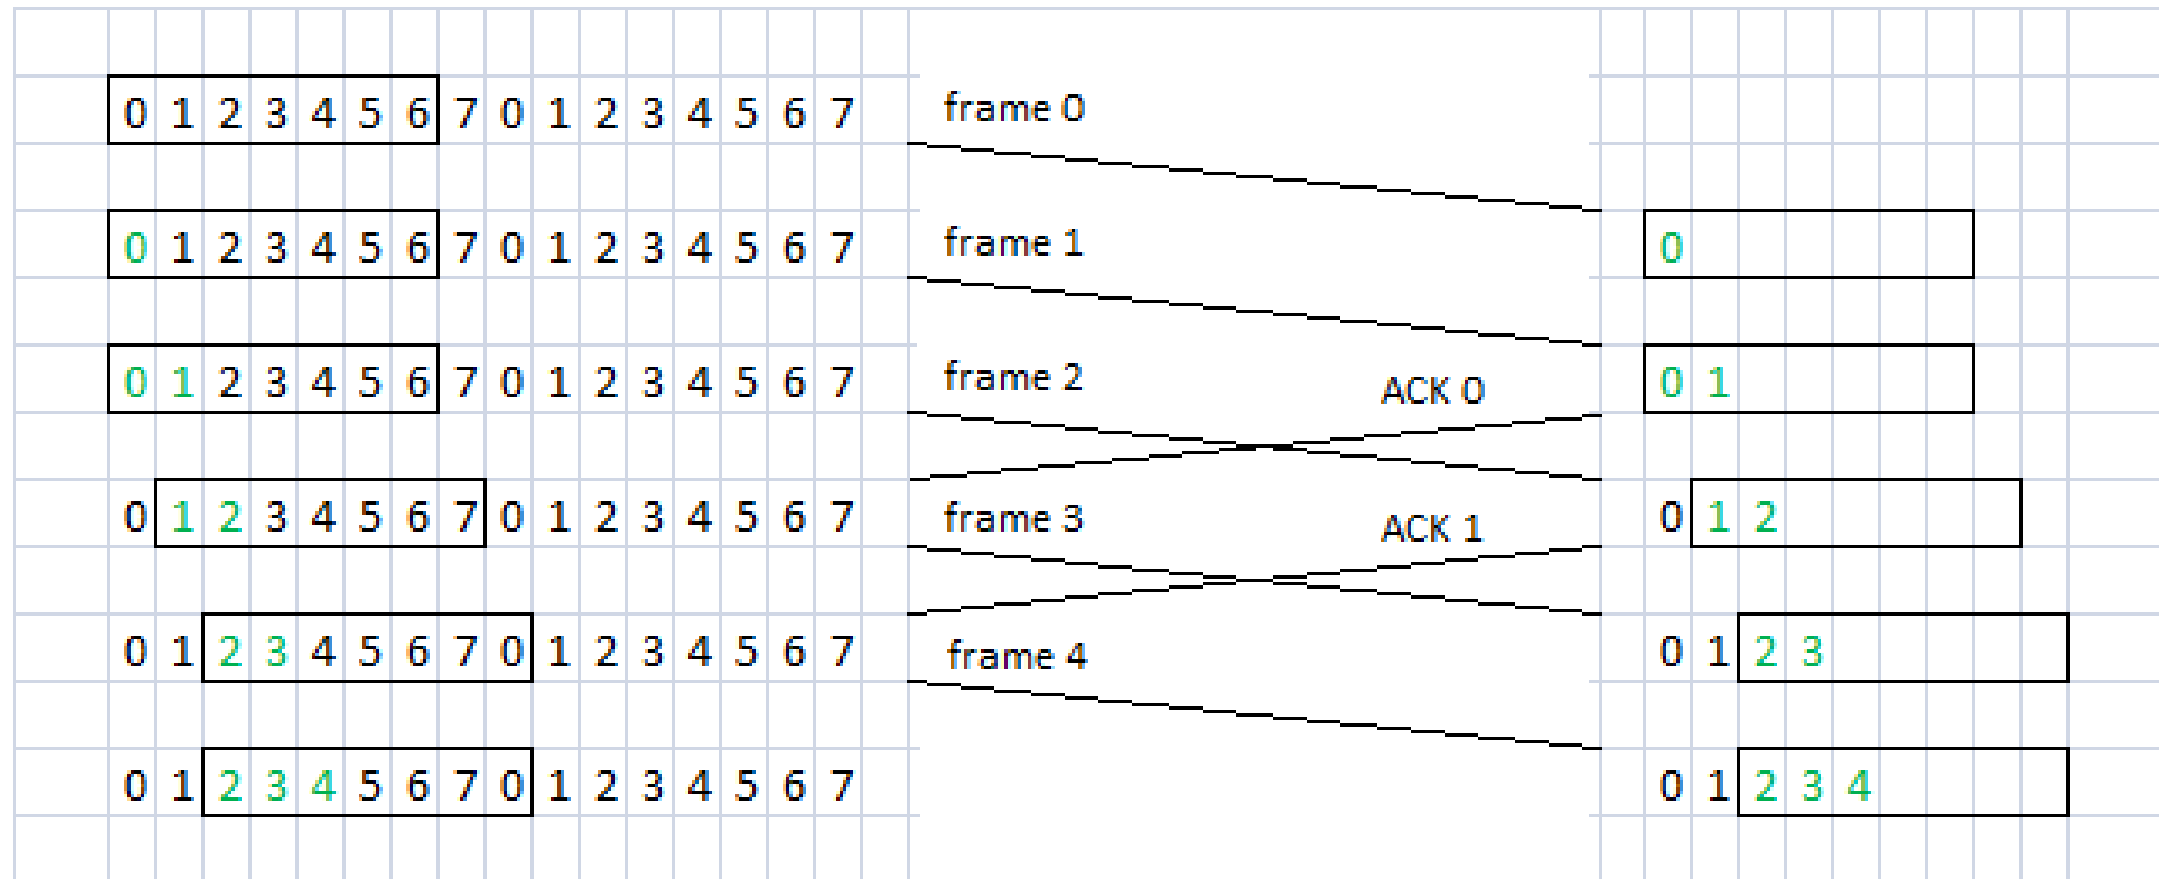 0 1 2 3 4 5 6 7 0 1 2 3 4 5 6 7 frame 0
0 1 2 3 4 5 6 7 0 1 2 3 4 5 6 7 frame 1 0
0 1 2 3 4 5 6 7 0 1 2 3 4 5 6 7 frame 2 ACK 0 0 1
0 1 2 3 4 5 6 7 0 1 2 3 4 5 6 7 frame 3 ACK 1 0 1 2
0 1 2 3 4 5 6 7 0 1 2 3 4 5 6 7 frame 4 0 1 2 3
0 1 2 3 4 5 6 7 0 1 2 3 4 5 6 7 0 1 2 3 4